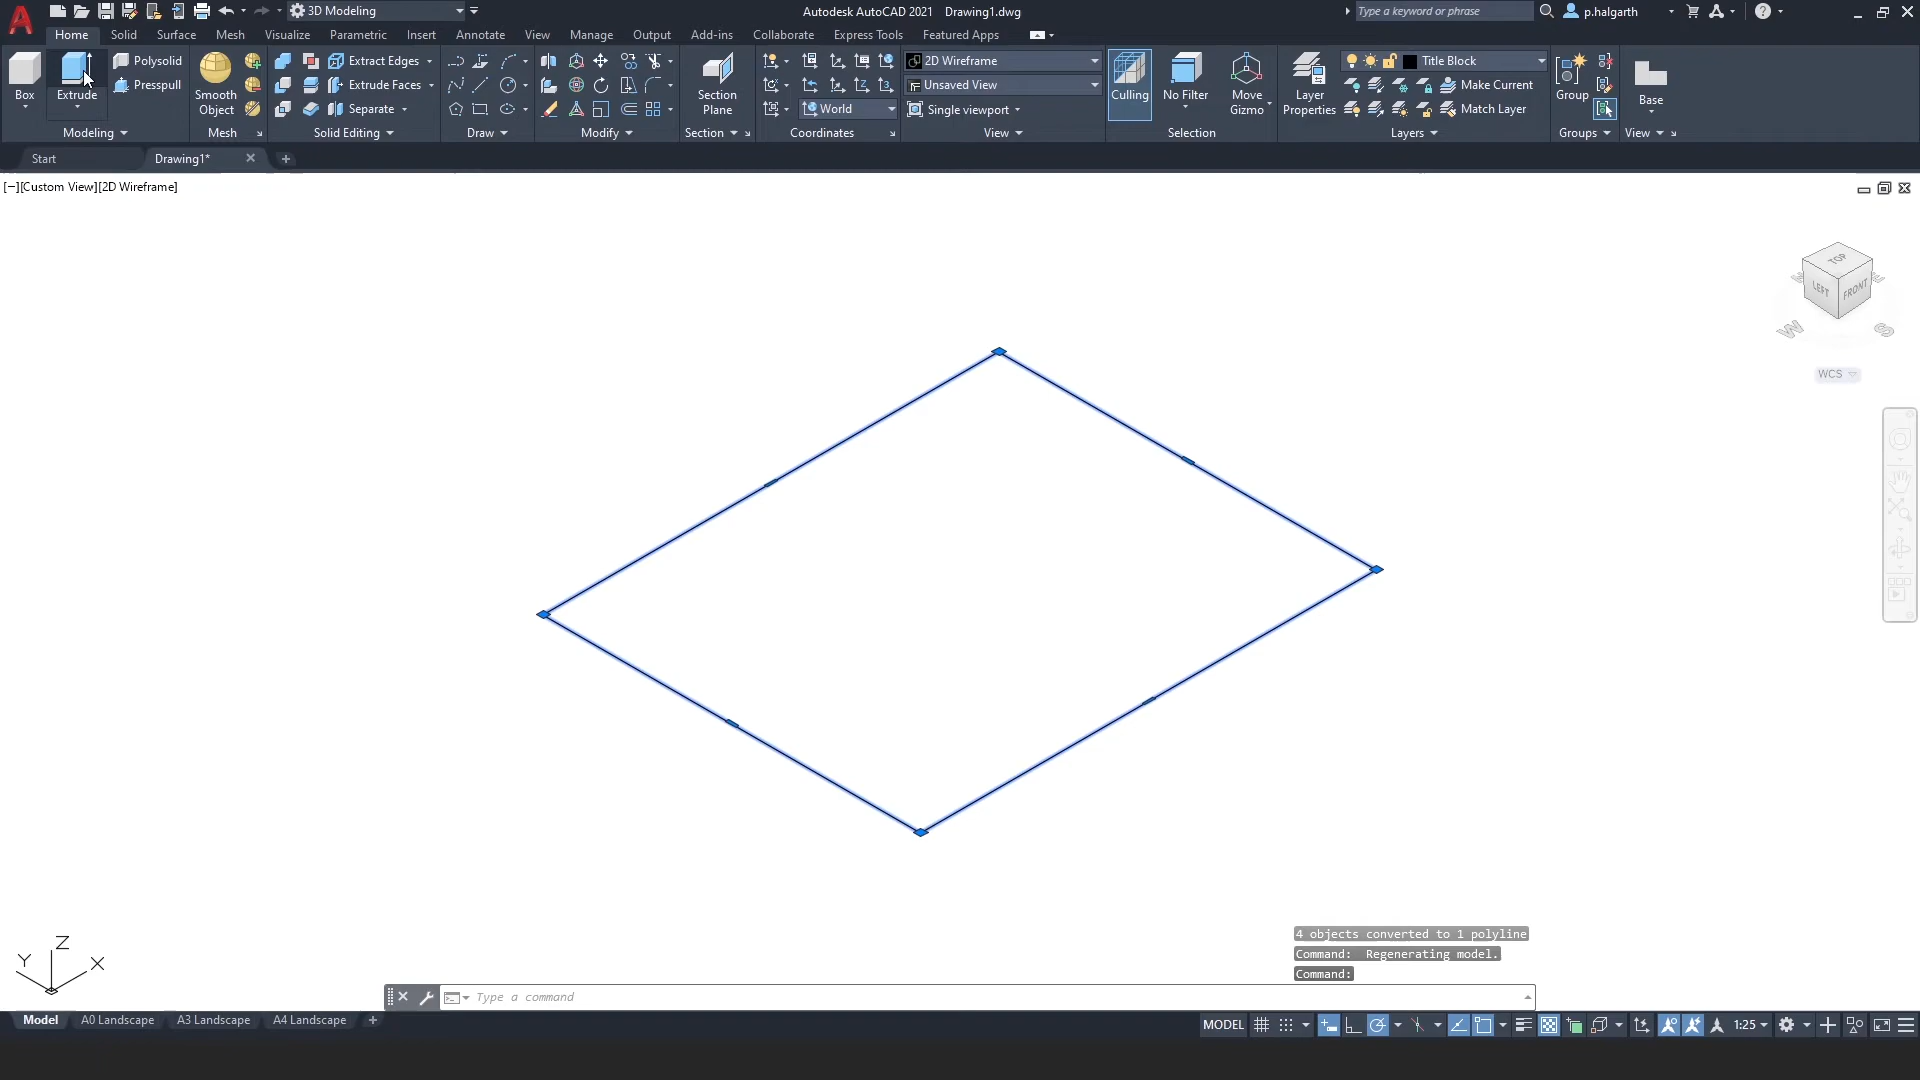 3D Modeling
Autodesk AutoCAD 2021 Drawing1.dwg
Type a keyword or phrase
p.halgarth
Home Solid Surface Mesh Visualize Parametric Insert Annotate View Manage Output Add-ins Collaborate Express Tools Featured Apps
Box
Extrude
Polysolid
Presspull
Modeling
Smooth
Object
Mesh
Extract Edges
Extrude Faces
Separate
Solid Editing
Draw
Modify
Section
Plane
Section
World
Coordinates
2D Wireframe
Unsaved View
Single viewport
View
Culling
No Filter
Move
Gizmo
Selection
Layer
Properties
Title Block
Make Current
Match Layer
Layers
Group
Groups
Base
View
Start
Drawing1*
[−][Custom View][2D Wireframe]
TOP
LEFT
FRONT
W
S
WCS
Z
Y
X
4 objects converted to 1 polyline
Command: Regenerating model.
Command:
Type a command
Model A0 Landscape A3 Landscape A4 Landscape
MODEL
1:25